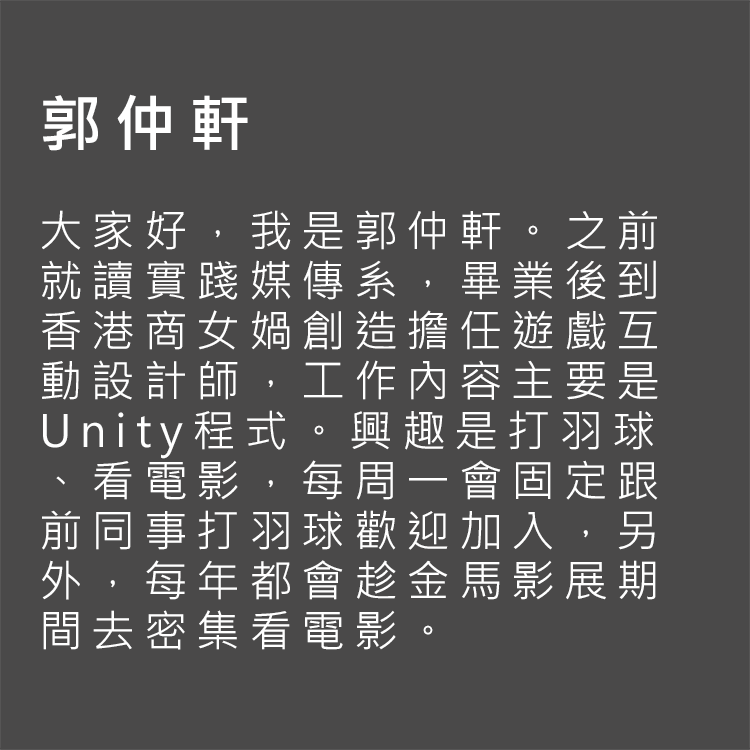 郭仲軒
大家好，我是郭仲軒。之前
就讀實踐媒傳系，畢業後到
香港商女媧創造擔任遊戲互
動設計師，工作內容主要是
Unity程式。興趣是打羽球
、看電影，每周一會固定跟
前同事打羽球歡迎加入，另
外，每年都會趁金馬影展期
間去密集看電影。